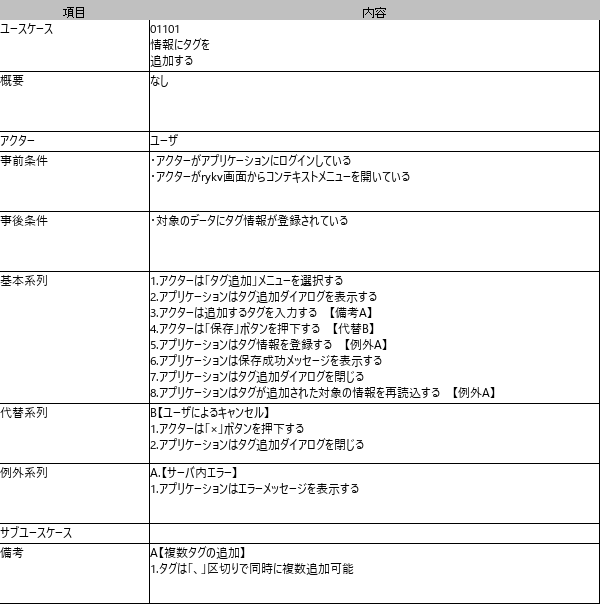 項目 内容
ユースケース 01101
情報にタグを
追加する
概要 なし
アクター ユーザ
事前条件 ・アクターがアプリケーションにログインしている
・アクターがrykv画面からコンテキストメニューを開いている
事後条件 ・対象のデータにタグ情報が登録されている
基本系列 1.アクターは「タグ追加」メニューを選択する
2.アプリケーションはタグ追加ダイアログを表示する
3.アクターは追加するタグを入力する 【備考A】
4.アクターは「保存」ボタンを押下する 【代替B】
5.アプリケーションはタグ情報を登録する 【例外A】
6.アプリケーションは保存成功メッセージを表示する
7.アプリケーションはタグ追加ダイアログを閉じる
8.アプリケーションはタグが追加された対象の情報を再読込する 【例外A】
代替系列 B【ユーザによるキャンセル】
1.アクターは「×」ボタンを押下する
2.アプリケーションはタグ追加ダイアログを閉じる
例外系列 A.【サーバ内エラー】
1.アプリケーションはエラーメッセージを表示する
サブユースケース
備考 A【複数タグの追加】
1.タグは「、」区切りで同時に複数追加可能